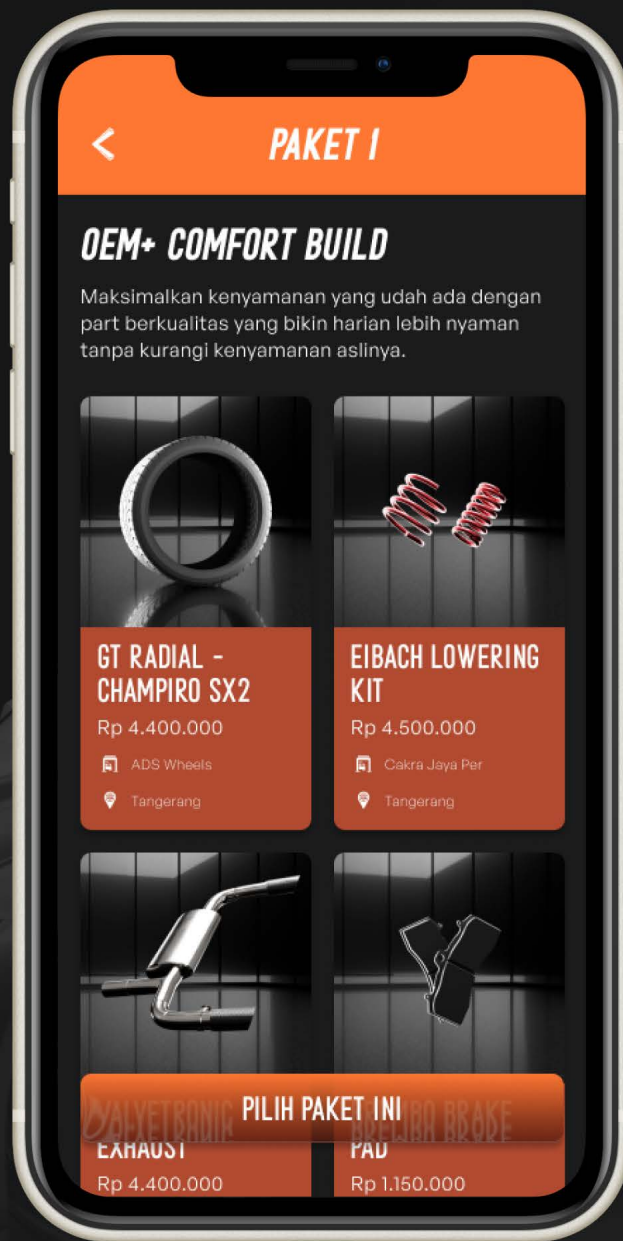 PAKET 1
OEM+ COMFORT BUILD
Maksimalkan kenyamanan yang udah ada dengan
part berkualitas yang bikin harian lebih nyaman
tanpa kurangi kenyamanan aslinya.
GT RADIAL -
CHAMPIRO SX2
Rp 4.400.000
ADS Wheels
Tangerang
EIBACH LOWERING
KIT
Rp 4.500.000
Cakra Jaya Per
Tangerang
PILIH PAKET INI
VALVETRONIC
EXHAUST
Rp 4.400.000
BREMBO BRAKE
PAD
Rp 1.150.000